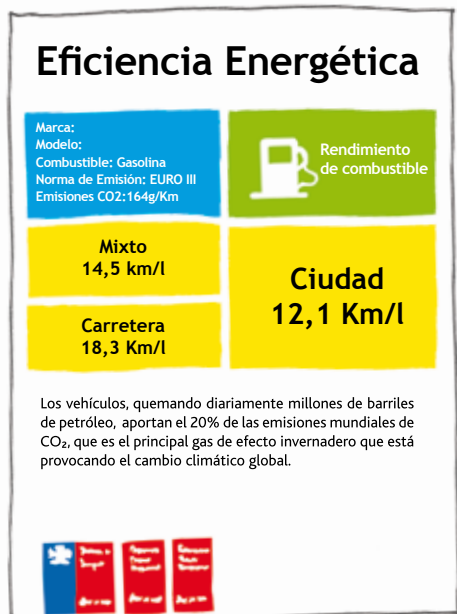 Eficiencia Energética
Marca:
Modelo:
Combustible: Gasolina
Norma de Emisión: EURO III
Emisiones CO2:164g/Km
Rendimiento
de combustible
Mixto
14,5 km/l
Carretera
18,3 Km/l
Ciudad
12,1 Km/l
Los vehículos, quemando diariamente millones de barriles
de petróleo, aportan el 20% de las emisiones mundiales de
CO₂, que es el principal gas de efecto invernadero que está
provocando el cambio climático global.